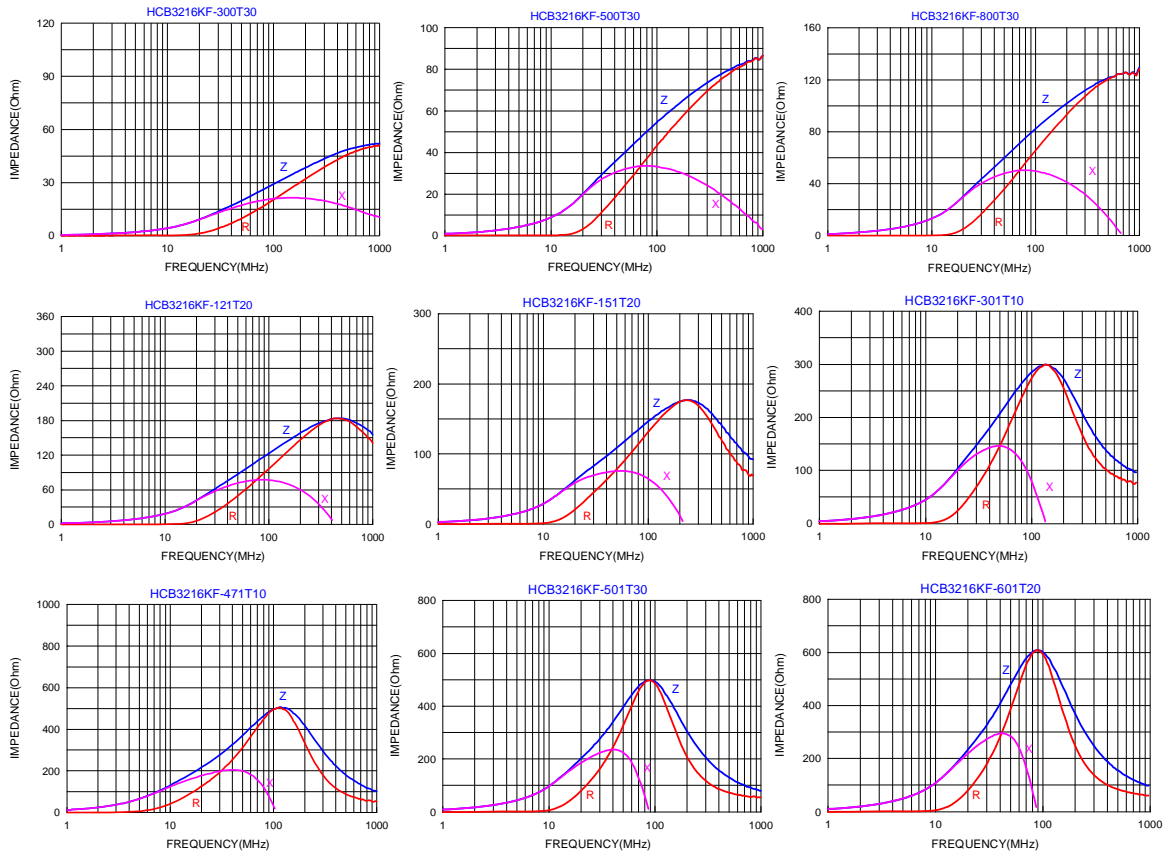 HCB3216KF-300T30
IMPEDANCE(Ohm)
120
90
60
30
0
Z
X
R
1
10
100
1000
FREQUENCY(MHz)
HCB3216KF-500T30
IMPEDANCE(Ohm)
100
80
60
40
20
0
Z
X
R
1
10
100
1000
FREQUENCY(MHz)
HCB3216KF-800T30
IMPEDANCE(Ohm)
160
120
80
40
0
Z
X
R
1
10
100
1000
FREQUENCY(MHz)
HCB3216KF-121T20
IMPEDANCE(Ohm)
360
300
240
180
120
60
0
Z
X
R
1
10
100
1000
FREQUENCY(MHz)
HCB3216KF-151T20
IMPEDANCE(Ohm)
300
200
100
0
Z
X
R
1
10
100
1000
FREQUENCY(MHz)
HCB3216KF-301T10
IMPEDANCE(Ohm)
400
300
200
100
0
Z
X
R
1
10
100
1000
FREQUENCY(MHz)
HCB3216KF-471T10
IMPEDANCE(Ohm)
1000
800
600
400
200
0
Z
X
R
1
10
100
1000
FREQUENCY(MHz)
HCB3216KF-501T30
IMPEDANCE(Ohm)
800
600
400
200
0
Z
X
R
1
10
100
1000
FREQUENCY(MHz)
HCB3216KF-601T20
IMPEDANCE(Ohm)
800
600
400
200
0
Z
X
R
1
10
100
1000
FREQUENCY(MHz)